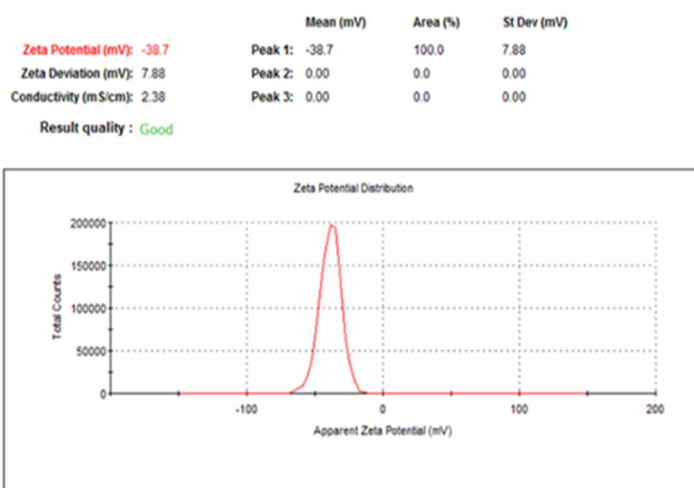 Mean (mV) Area (%) St Dev (mV)
Zeta Potential (mV): -38.7 Peak 1: -38.7 100.0 7.88
Zeta Deviation (mV): 7.88 Peak 2: 0.00 0.0 0.00
Conductivity (mS/cm): 2.38 Peak 3: 0.00 0.0 0.00
Result quality : Good
Zeta Potential Distribution
Total Counts
200000
150000
100000
50000
0
-100 0 100 200
Apparent Zeta Potential (mV)